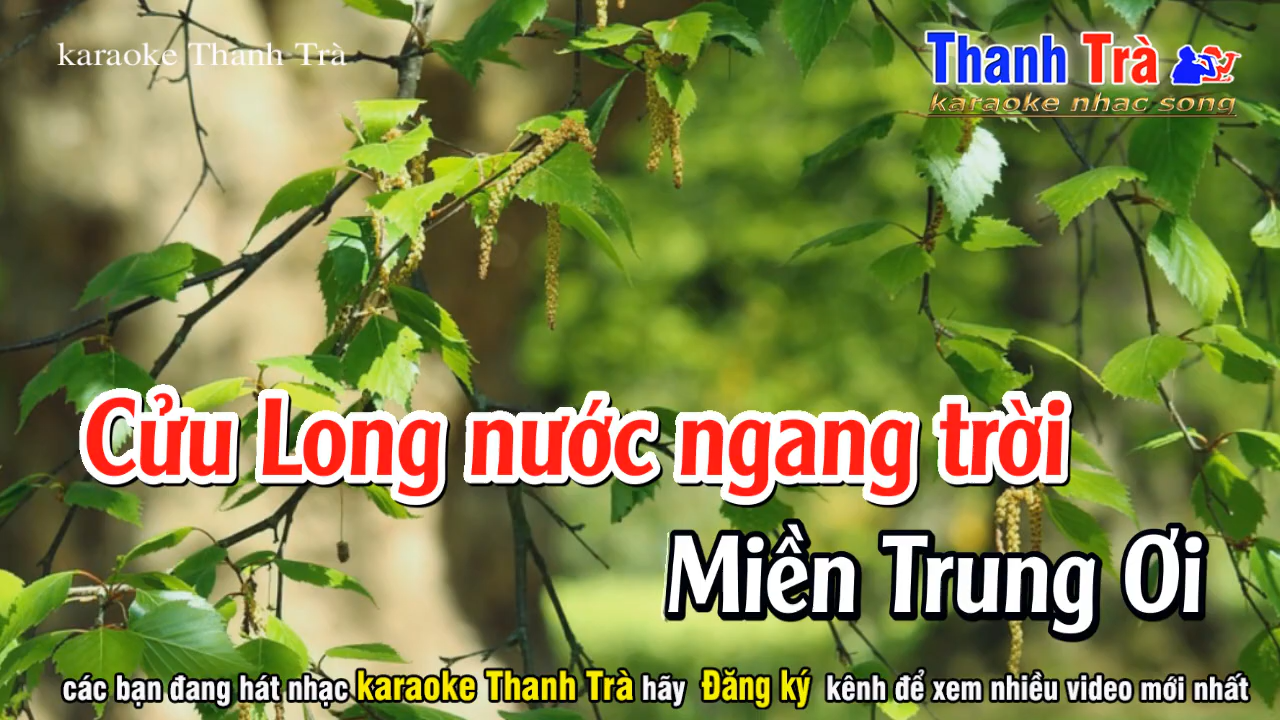 karaoke Thanh Trà
Thanh Trà
karaoke nhac song
Cửu Long nước ngang trời
Miền Trung Ơi
các bạn đang hát nhạc karaoke Thanh Trà hãy Đăng ký kênh để xem nhiều video mới nhất